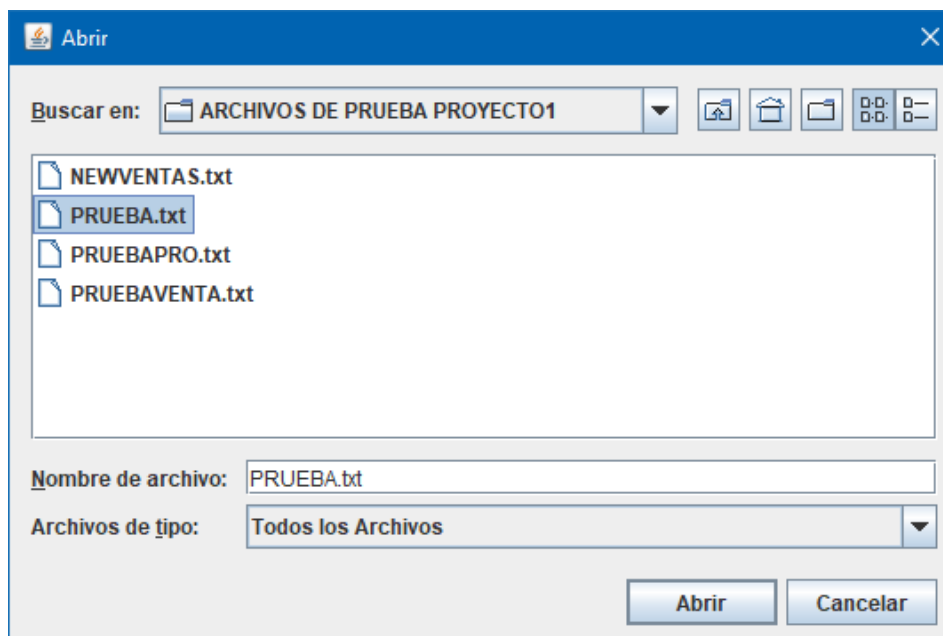 Abrir
Buscar en: ARCHIVOS DE PRUEBA PROYECTO1
NEWVENTAS.txt
PRUEBA.txt
PRUEBAPRO.txt
PRUEBAVENTA.txt
Nombre de archivo: PRUEBA.txt
Archivos de tipo: Todos los Archivos
Abrir Cancelar